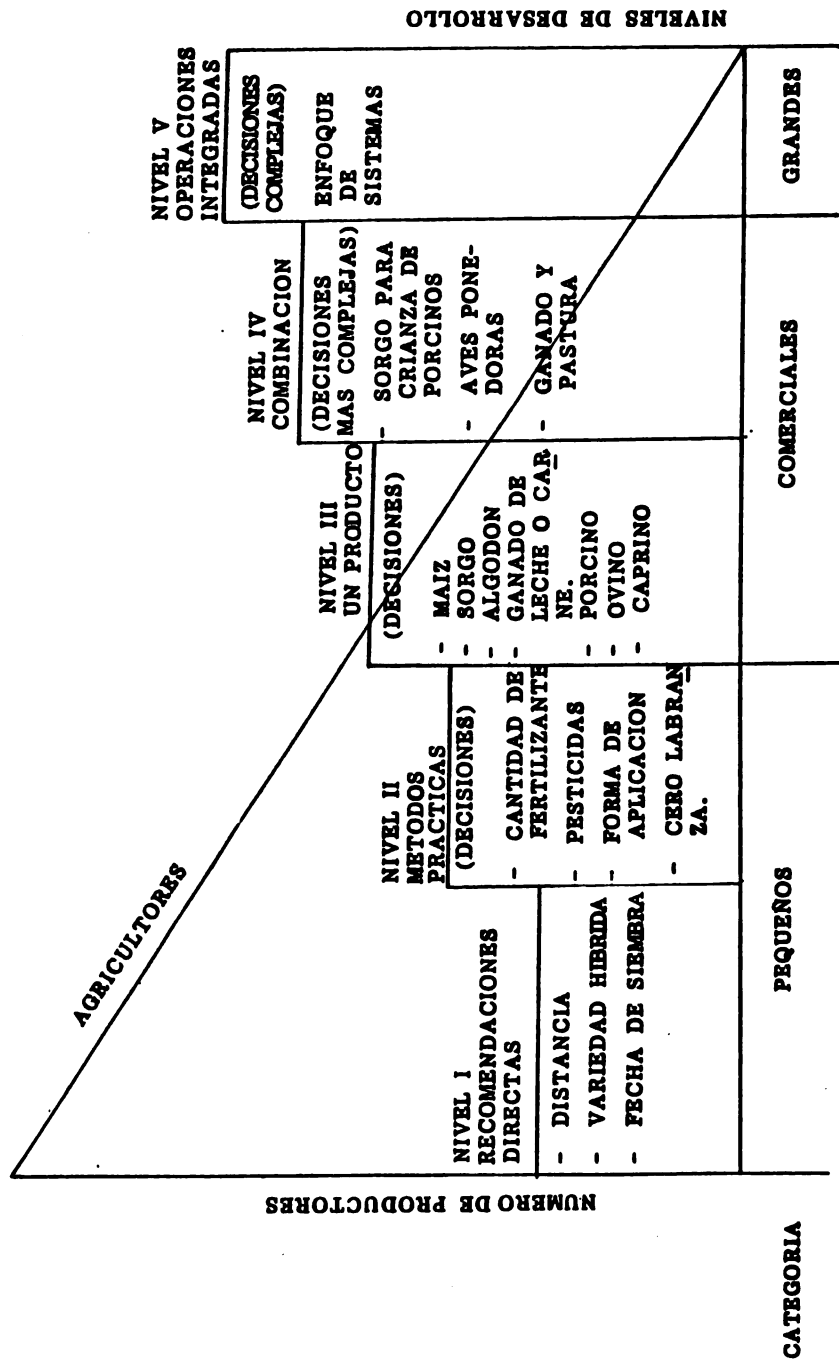 NIVELES DE DESARROLLO
NUMERO DE PRODUCTORES
AGRICULTORES
NIVEL I
RECOMENDACIONES
DIRECTAS
- DISTANCIA
- VARIEDAD HIBRIDA
- FECHA DE SIEMBRA
NIVEL II
METODOS
PRACTICAS
(DECISIONES)
- CANTIDAD DE
FERTILIZANTE
- PESTICIDAS
- FORMA DE
APLICACION
- CERO LABRAN
ZA.
NIVEL III
UN PRODUCTO
(DECISIONES)
- MAIZ
- SORGO
- ALGODON
- GANADO DE
LECHE O CAR
NE.
- PORCINO
- OVINO
- CAPRINO
NIVEL IV
COMBINACION
(DECISIONES
MAS COMPLEJAS)
- SORGO PARA
CRIANZA DE
PORCINOS
- AVES PONE-
DORAS
- GANADO Y
PASTURA
NIVEL V
OPERACIONES
INTEGRADAS
(DECISIONES
COMPLEJAS)
ENFOQUE
DE
SISTEMAS
CATEGORIA
PEQUEÑOS
COMERCIALES
GRANDES